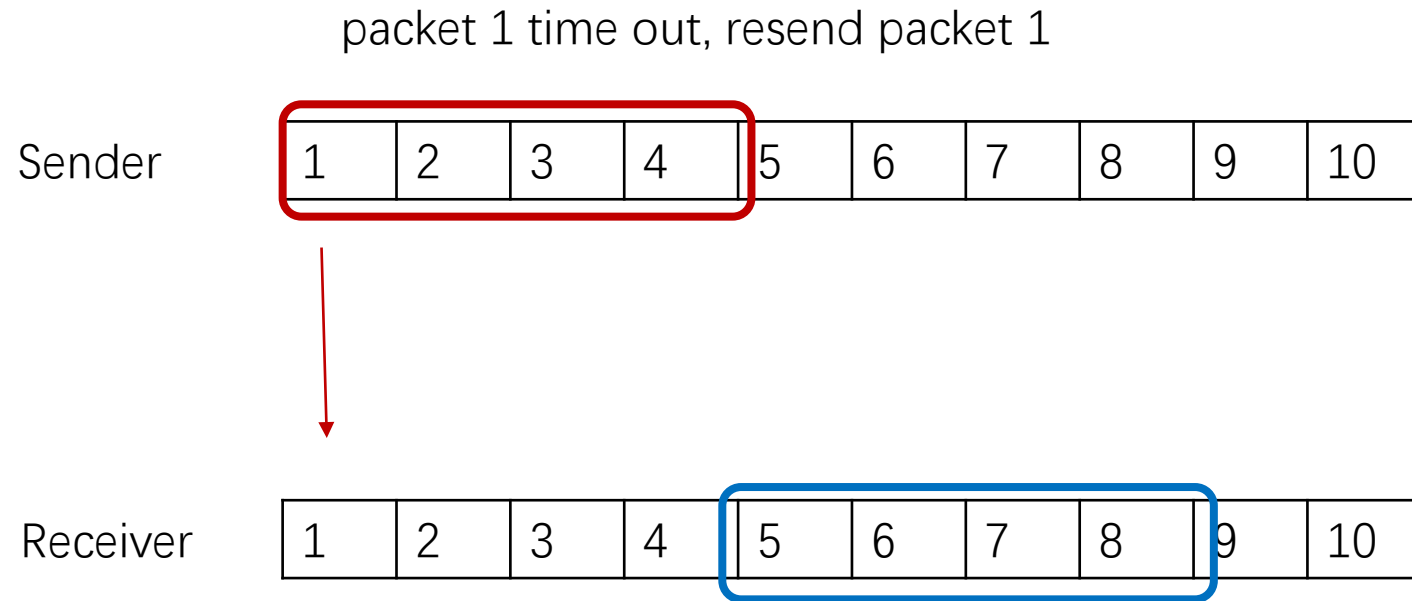 packet 1 time out, resend packet 1
Sender 1 2 3 4 5 6 7 8 9 10
Receiver 1 2 3 4 5 6 7 8 9 10